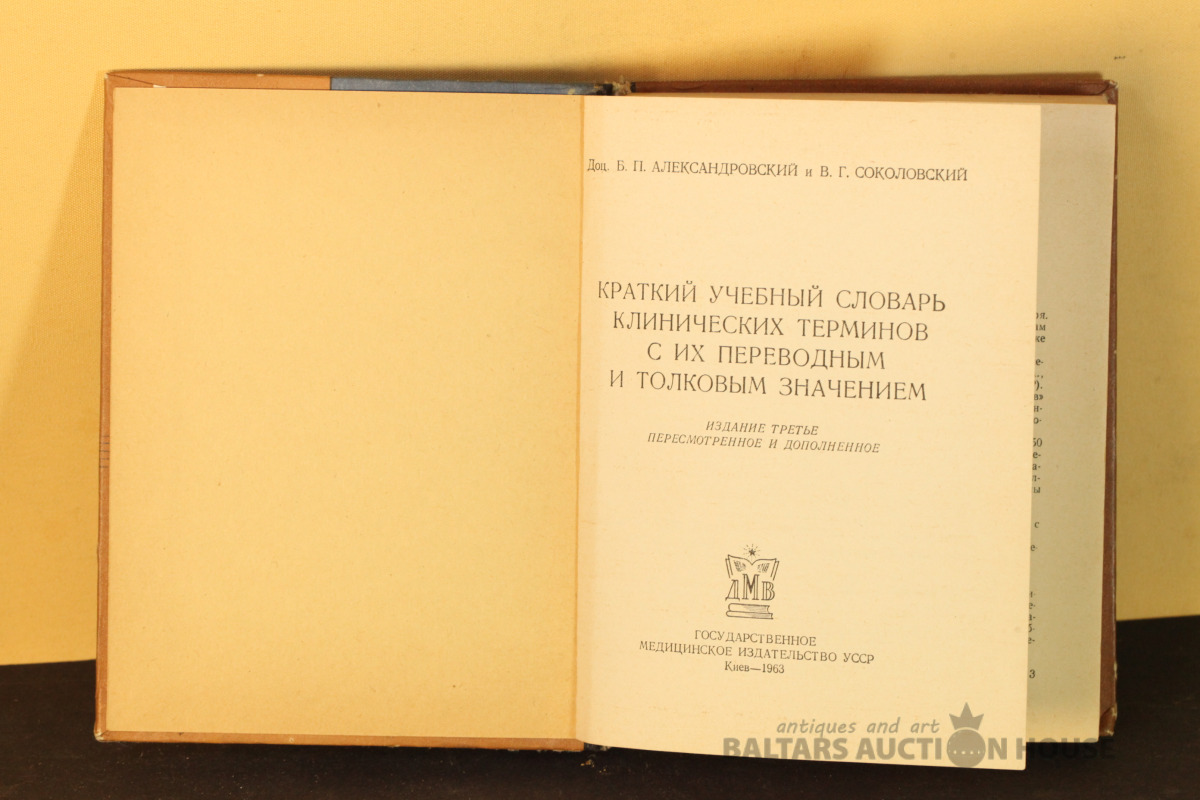 Доц. Б. П. АЛЕКСАНДРОВСКИЙ и В. Г. СОКОЛОВСКИЙ
КРАТКИЙ УЧЕБНЫЙ СЛОВАРЬ
КЛИНИЧЕСКИХ ТЕРМИНОВ
С ИХ ПЕРЕВОДНЫМ
И ТОЛКОВЫМ ЗНАЧЕНИЕМ
ИЗДАНИЕ ТРЕТЬЕ
ПЕРЕСМОТРЕННОЕ И ДОПОЛНЕННОЕ
ДМВ
ГОСУДАРСТВЕННОЕ
МЕДИЦИНСКОЕ ИЗДАТЕЛЬСТВО УССР
Киев—1963
antiques and art
BALTARS AUCTION HOUSE